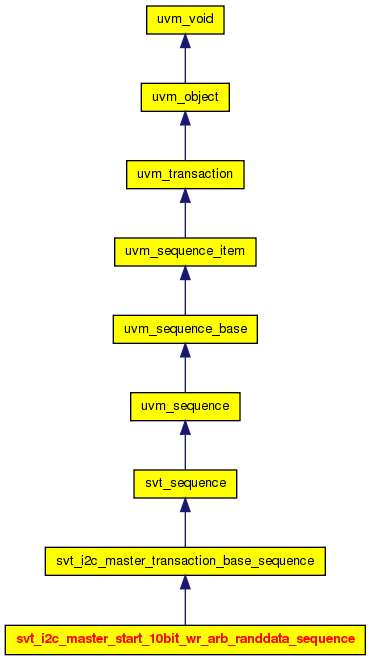 uvm_void
uvm_object
uvm_transaction
uvm_sequence_item
uvm_sequence_base
uvm_sequence
svt_sequence
svt_i2c_master_transaction_base_sequence
svt_i2c_master_start_10bit_wr_arb_randdata_sequence